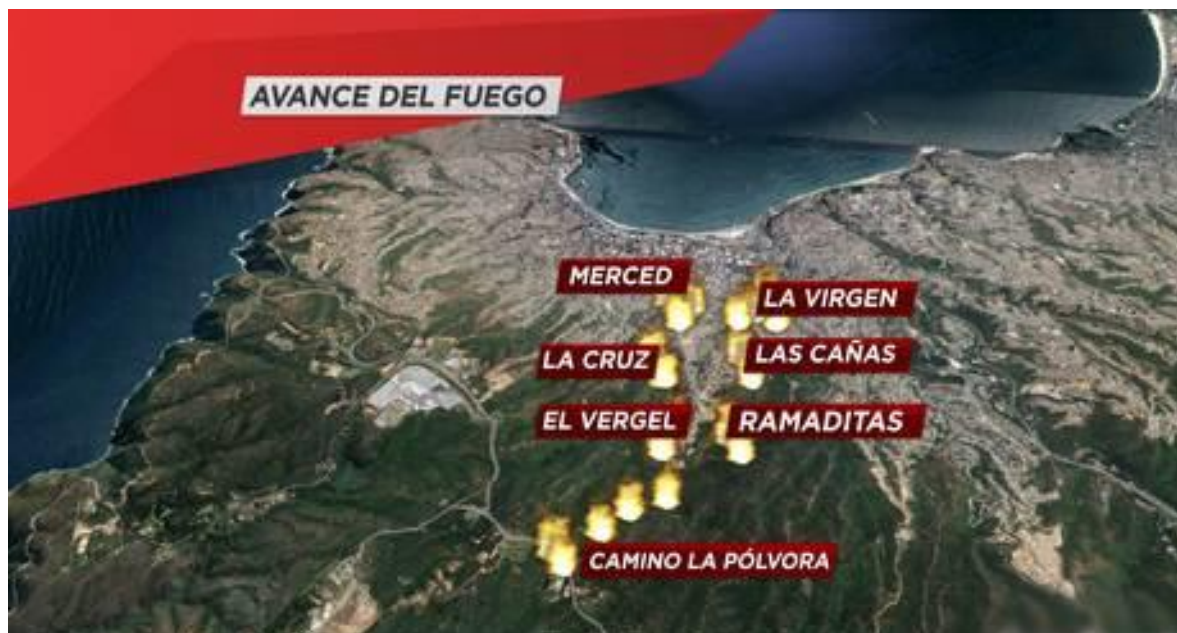 AVANCE DEL FUEGO
MERCED
LA VIRGEN
LA CRUZ
LAS CAÑAS
EL VERGEL
RAMADITAS
CAMINO LA PÓLVORA